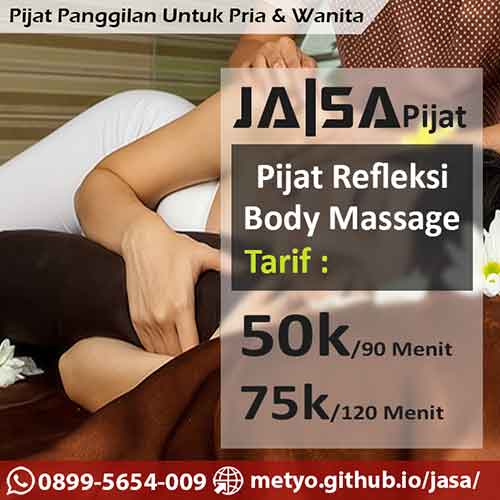 Pijat Panggilan Untuk Pria & Wanita
JA|SA Pijat
Pijat Refleksi
Body Massage
Tarif :
50k/90 Menit
75k/120 Menit
0899-5654-009 metyo.github.io/jasa/